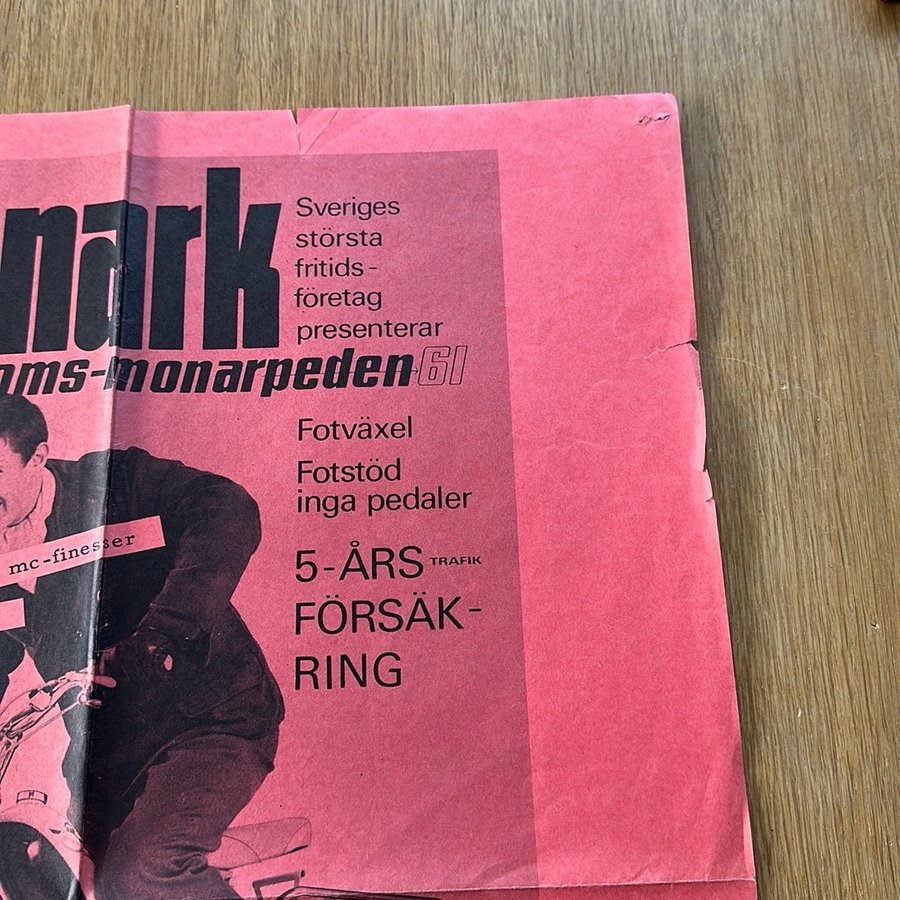 nark
Sveriges
största
fritids-
företag
presenterar
oms-monarpeden-61
Fotväxel
Fotstöd
inga pedaler
5-ÅRS TRAFIK
FÖRSÄK-
RING
mc-finesser